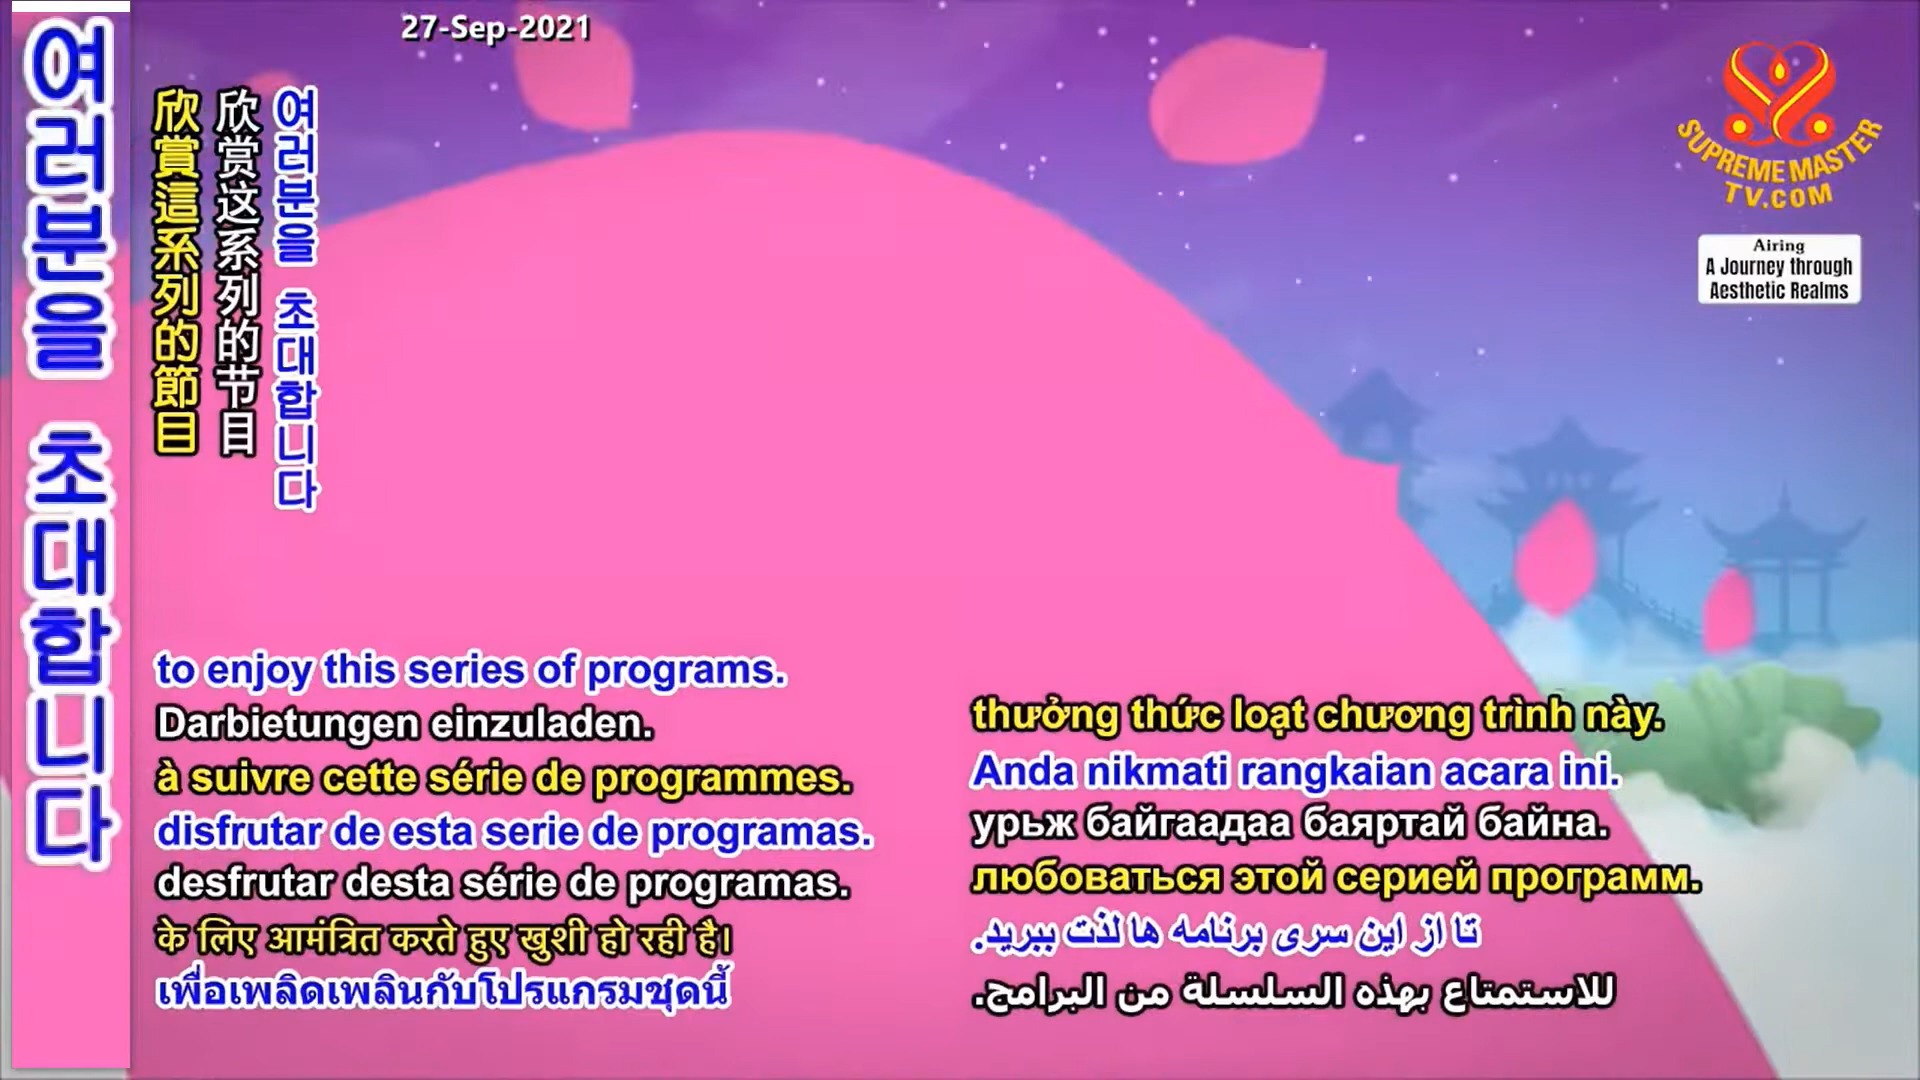 여러분을 초대합니다
27-Sep-2021
欣賞這系列的節目
欣赏这系列的节目
여러분을 초대합니다
SUPREME MASTER
TV.COM
Airing
A Journey through
Aesthetic Realms
to enjoy this series of programs.
Darbietungen einzuladen.
à suivre cette série de programmes.
disfrutar de esta serie de programas.
desfrutar desta série de programas.
के लिए आमंत्रित करते हुए खुशी हो रही है।
เพื่อเพลิดเพลินกับโปรแกรมชุดนี้
thưởng thức loạt chương trình này.
Anda nikmati rangkaian acara ini.
урьж байгаадаа баяртай байна.
любоваться этой серией программ.
تا از این سری برنامه ها لذت ببرید.
للاستمتاع بهذه السلسلة من البرامج.